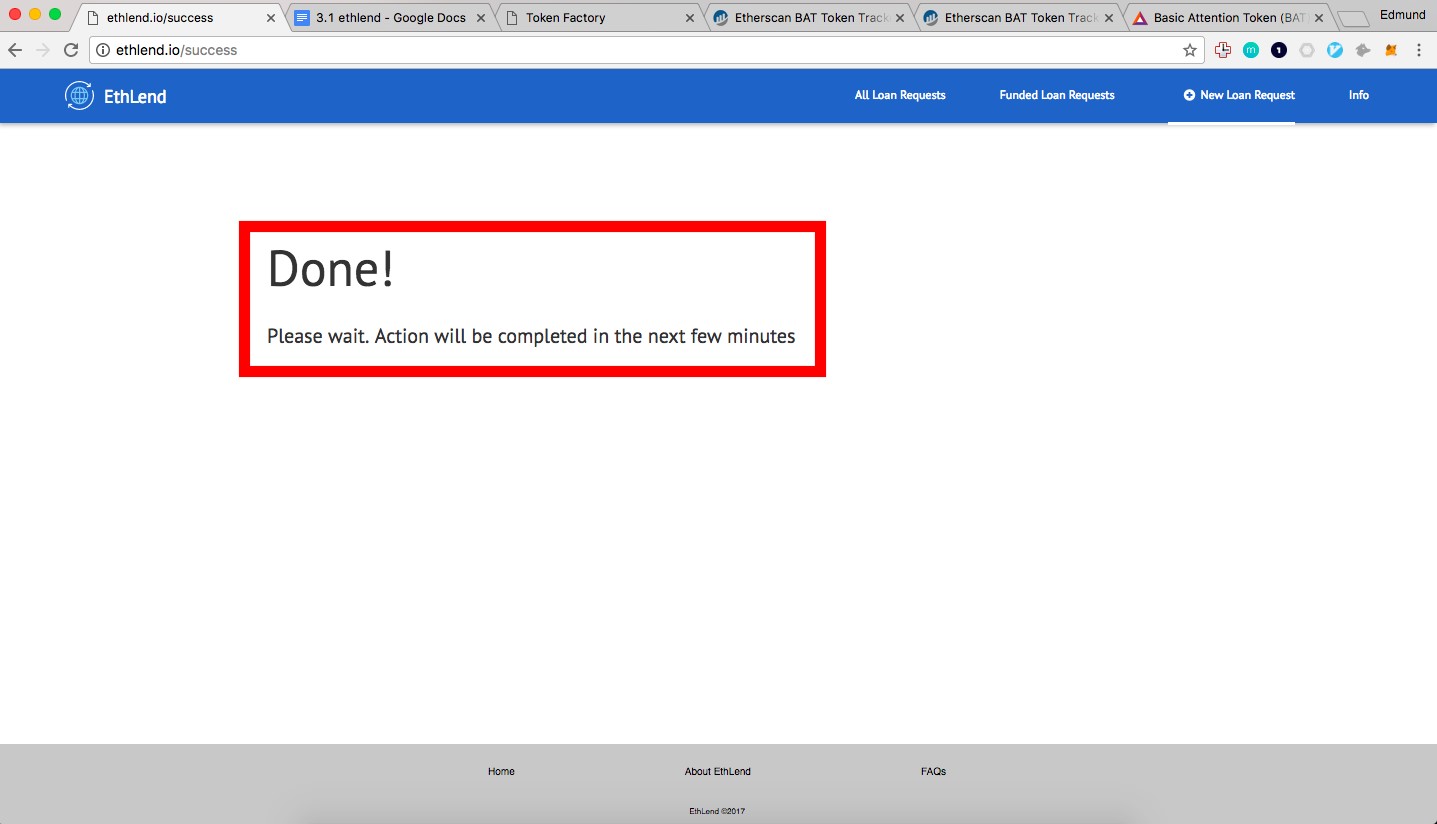 ethlend.io/success
3.1 ethlend - Google Docs
Token Factory
Etherscan BAT Token Track
Etherscan BAT Token Track
Basic Attention Token (BAT)
Edmund
ethlend.io/success
EthLend
All Loan Requests
Funded Loan Requests
New Loan Request
Info
Done!
Please wait. Action will be completed in the next few minutes
Home
About EthLend
FAQs
EthLend ©2017